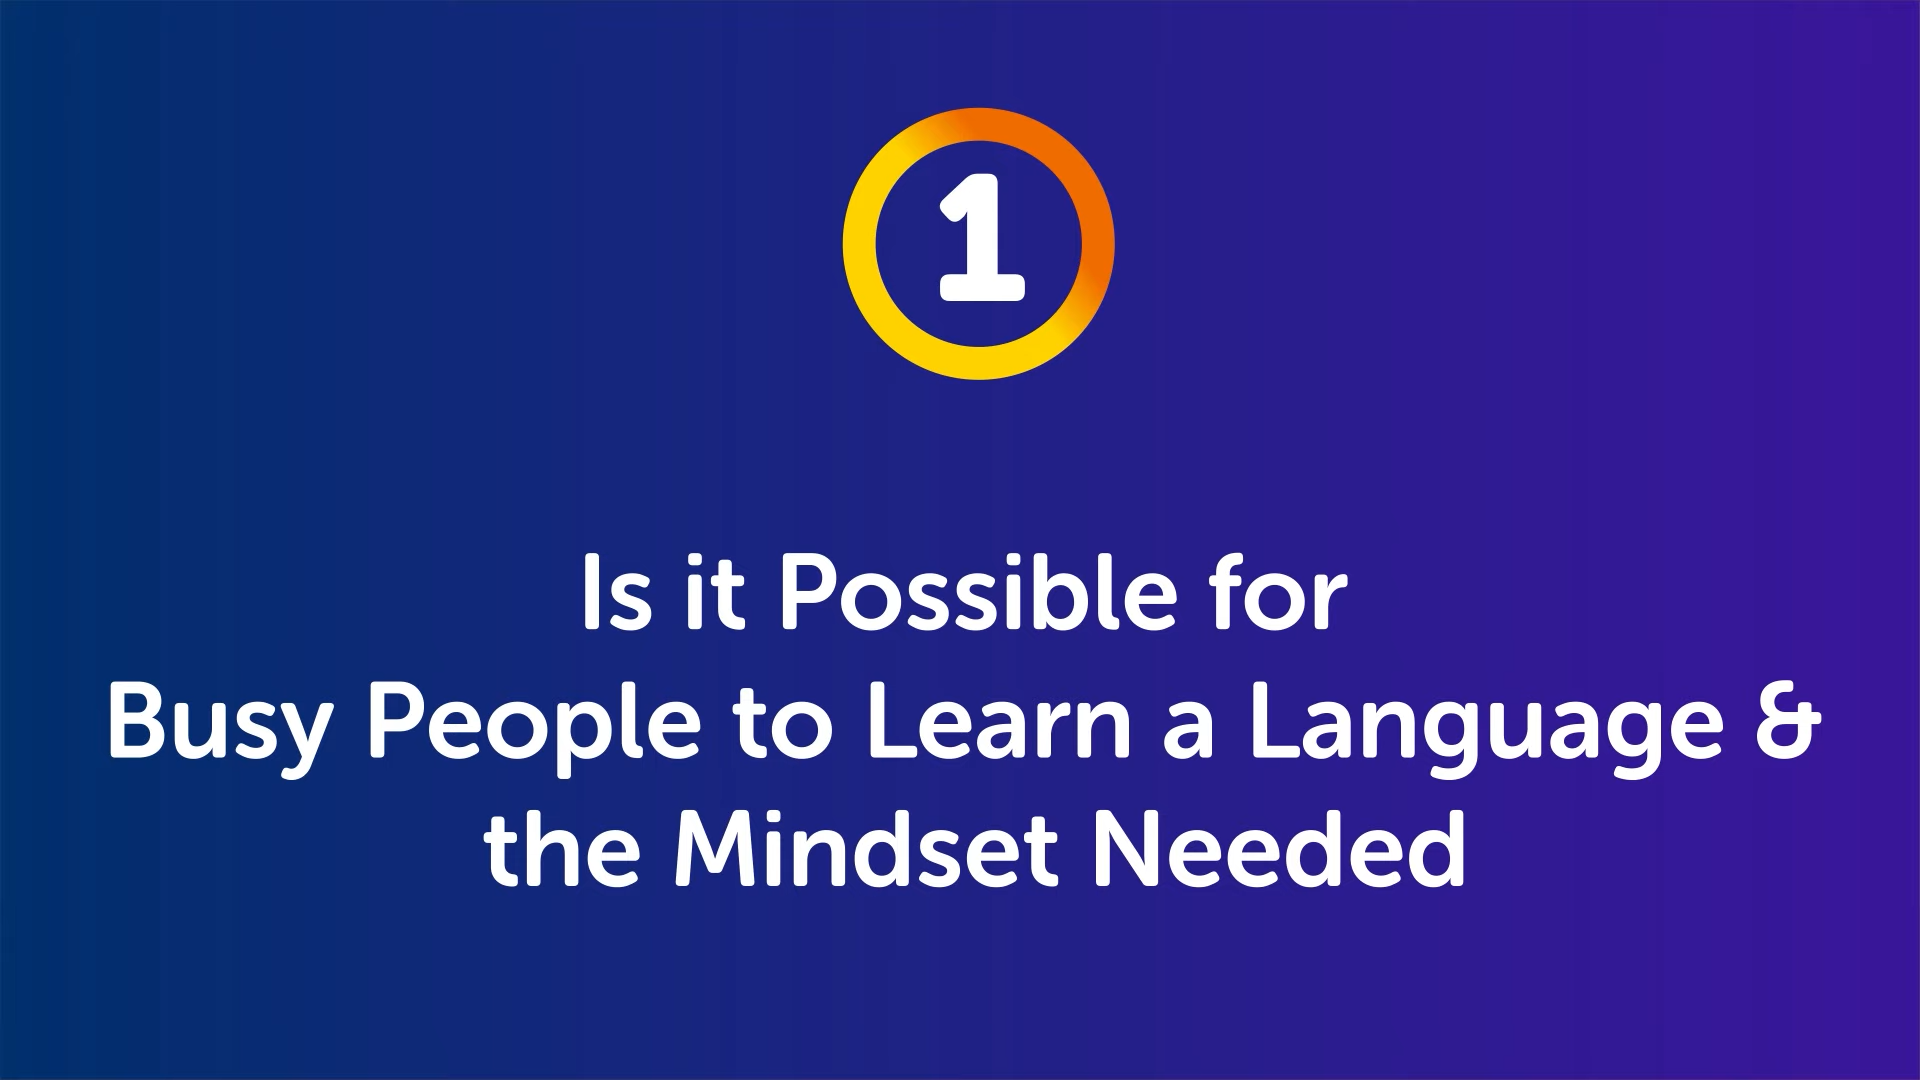 1
Is it Possible for
Busy People to Learn a Language &
the Mindset Needed